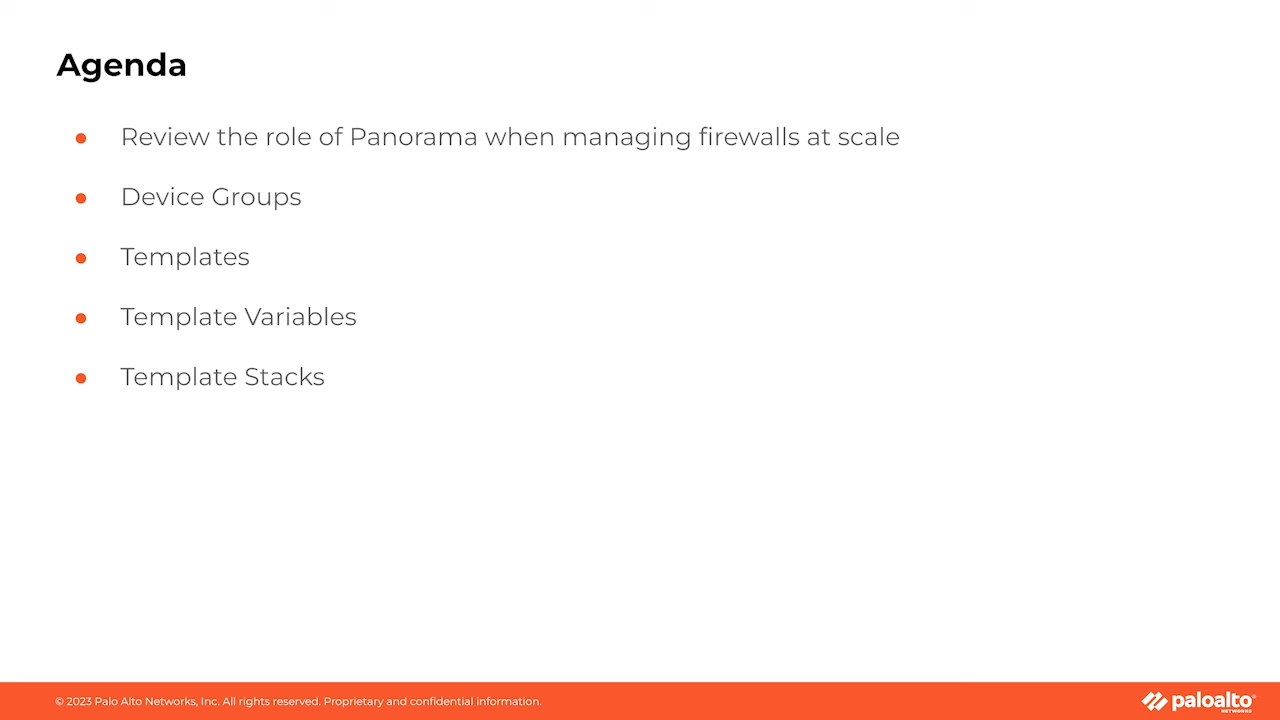 Agenda
● Review the role of Panorama when managing firewalls at scale
● Device Groups
● Templates
● Template Variables
● Template Stacks
© 2023 Palo Alto Networks, Inc. All rights reserved. Proprietary and confidential information.
paloalto®
NETWORKS